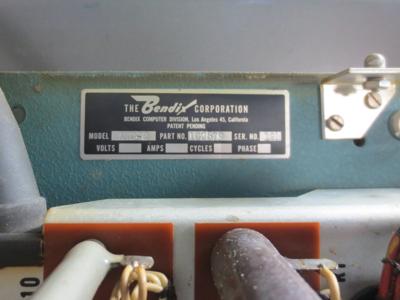 THE Bendix CORPORATION
BENDIX COMPUTER DIVISION, Los Angeles 45, California
PATENT PENDING
MODEL PART NO. SER. NO.
VOLTS AMPS CYCLES PHASE
10